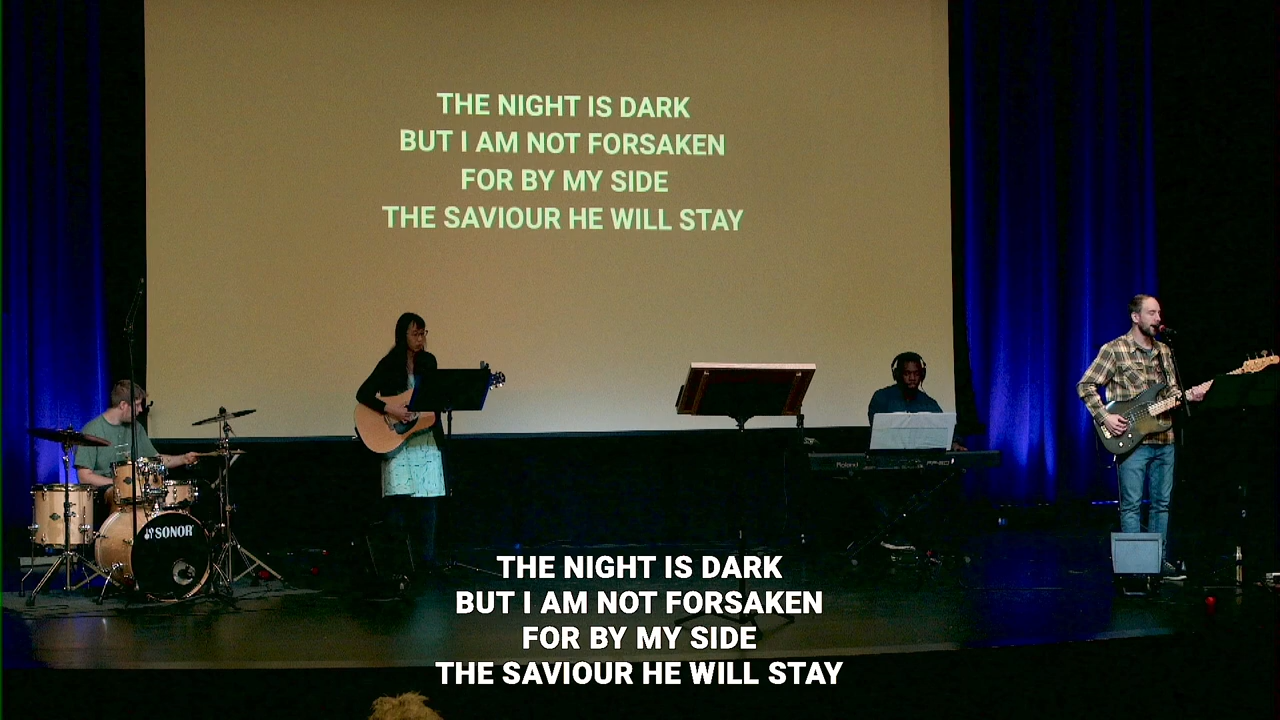 THE NIGHT IS DARK
BUT I AM NOT FORSAKEN
FOR BY MY SIDE
THE SAVIOUR HE WILL STAY
SONOR
Roland
THE NIGHT IS DARK
BUT I AM NOT FORSAKEN
FOR BY MY SIDE
THE SAVIOUR HE WILL STAY